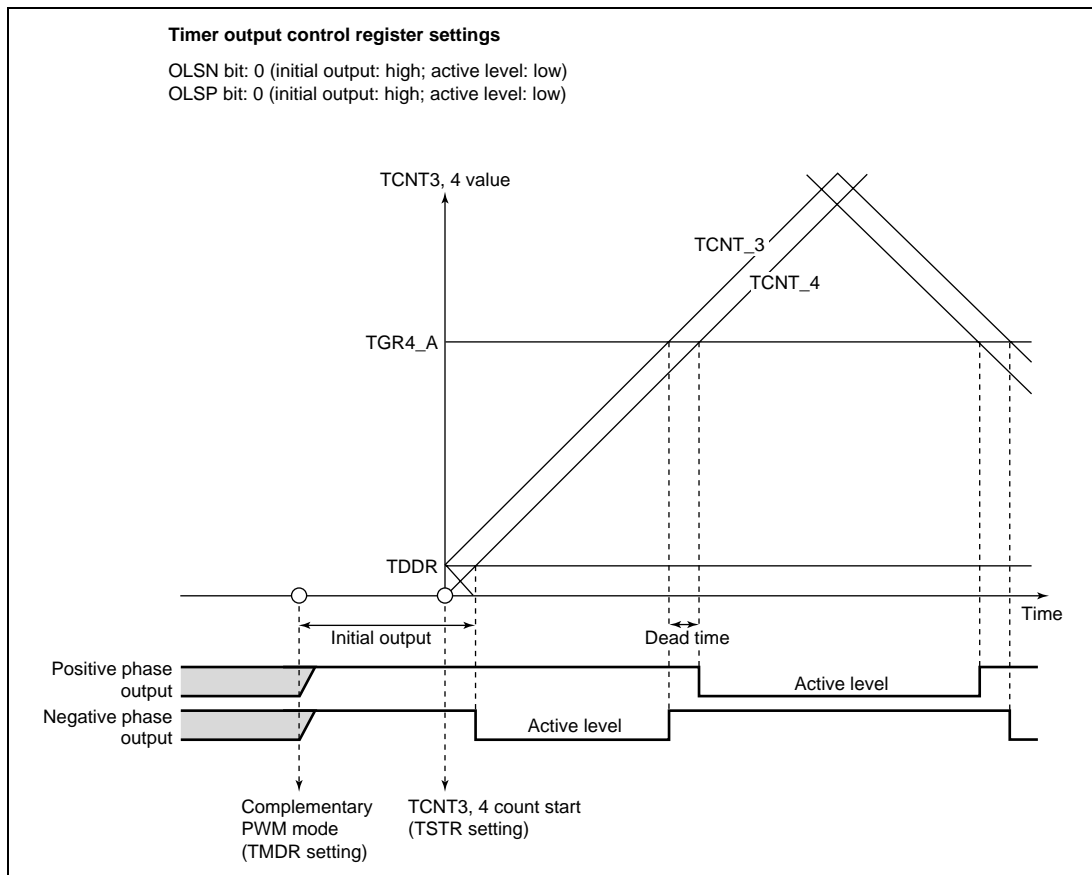 Timer output control register settings
OLSN bit: 0 (initial output: high; active level: low)
OLSP bit: 0 (initial output: high; active level: low)
TCNT3, 4 value
TCNT_3
TCNT_4
TGR4_A
TDDR
Time
Initial output
Dead time
Positive phase
output
Active level
Negative phase
output
Active level
Complementary
PWM mode
(TMDR setting)
TCNT3, 4 count start
(TSTR setting)